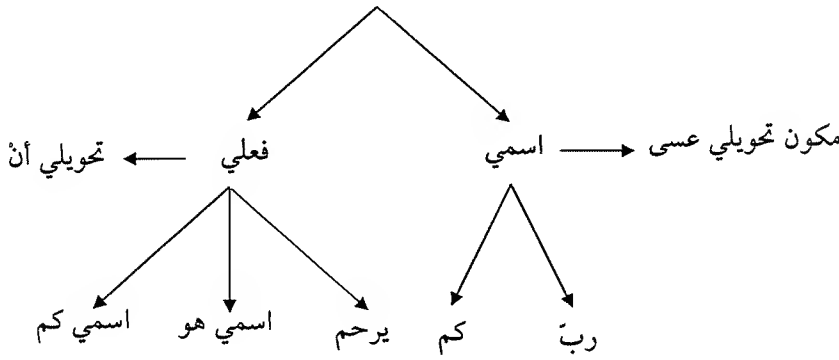 مكون تحويلي عسى اسمي فعلي تحويلي أنْ
ربّ كم يرحم اسمي هو اسمي كم